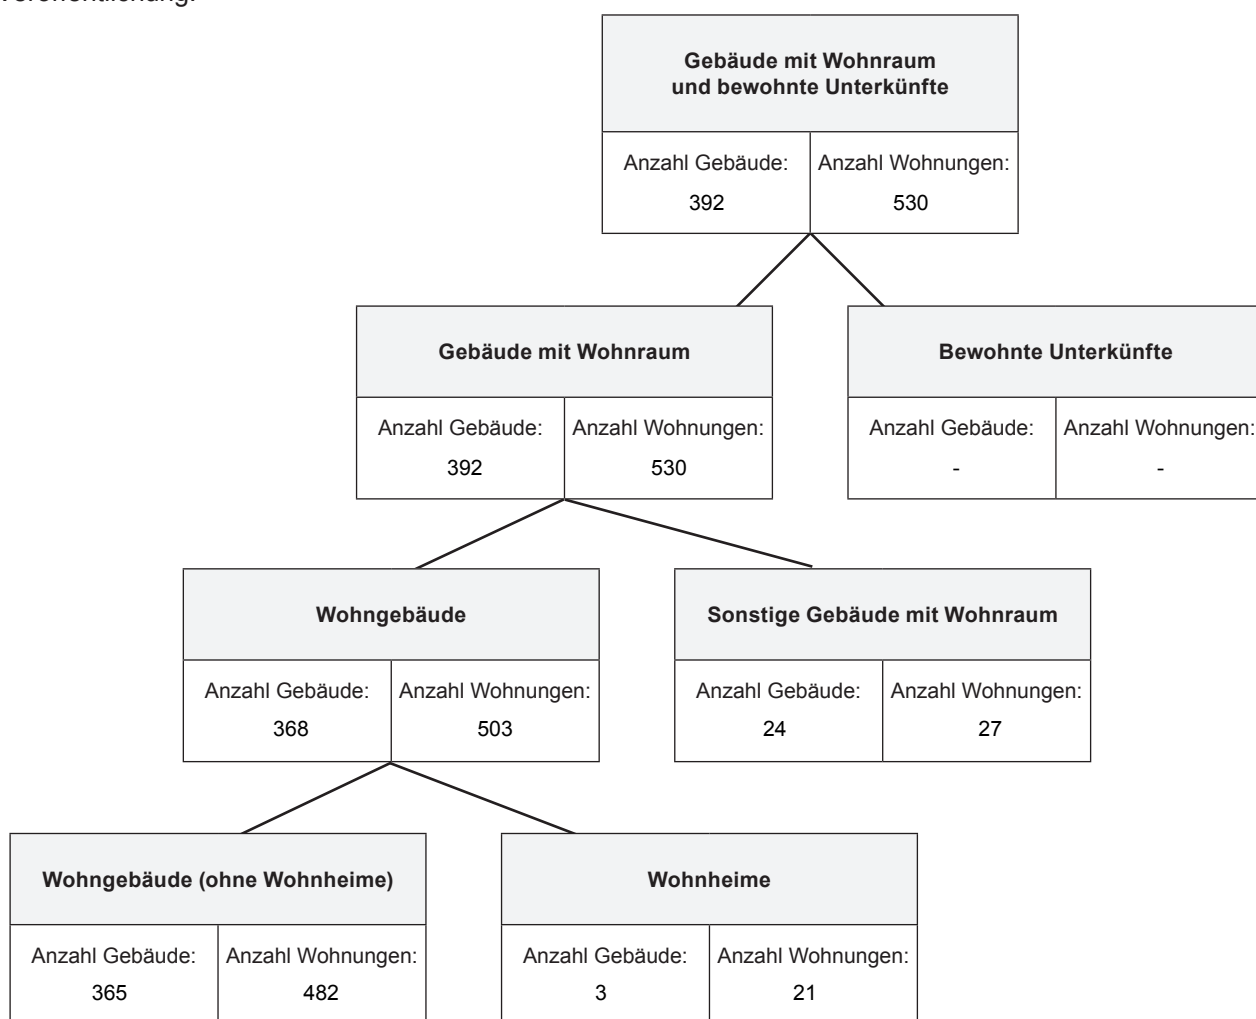 Veröffentlichung.
Gebäude mit Wohnraum
und bewohnte Unterkünfte
Anzahl Gebäude: Anzahl Wohnungen:
392 530
Gebäude mit Wohnraum
Bewohnte Unterkünfte
Anzahl Gebäude: Anzahl Wohnungen:
392 530
Anzahl Gebäude: Anzahl Wohnungen:
- -
Wohngebäude
Sonstige Gebäude mit Wohnraum
Anzahl Gebäude: Anzahl Wohnungen:
368 503
Anzahl Gebäude: Anzahl Wohnungen:
24 27
Wohngebäude (ohne Wohnheime)
Wohnheime
Anzahl Gebäude: Anzahl Wohnungen:
365 482
Anzahl Gebäude: Anzahl Wohnungen:
3 21